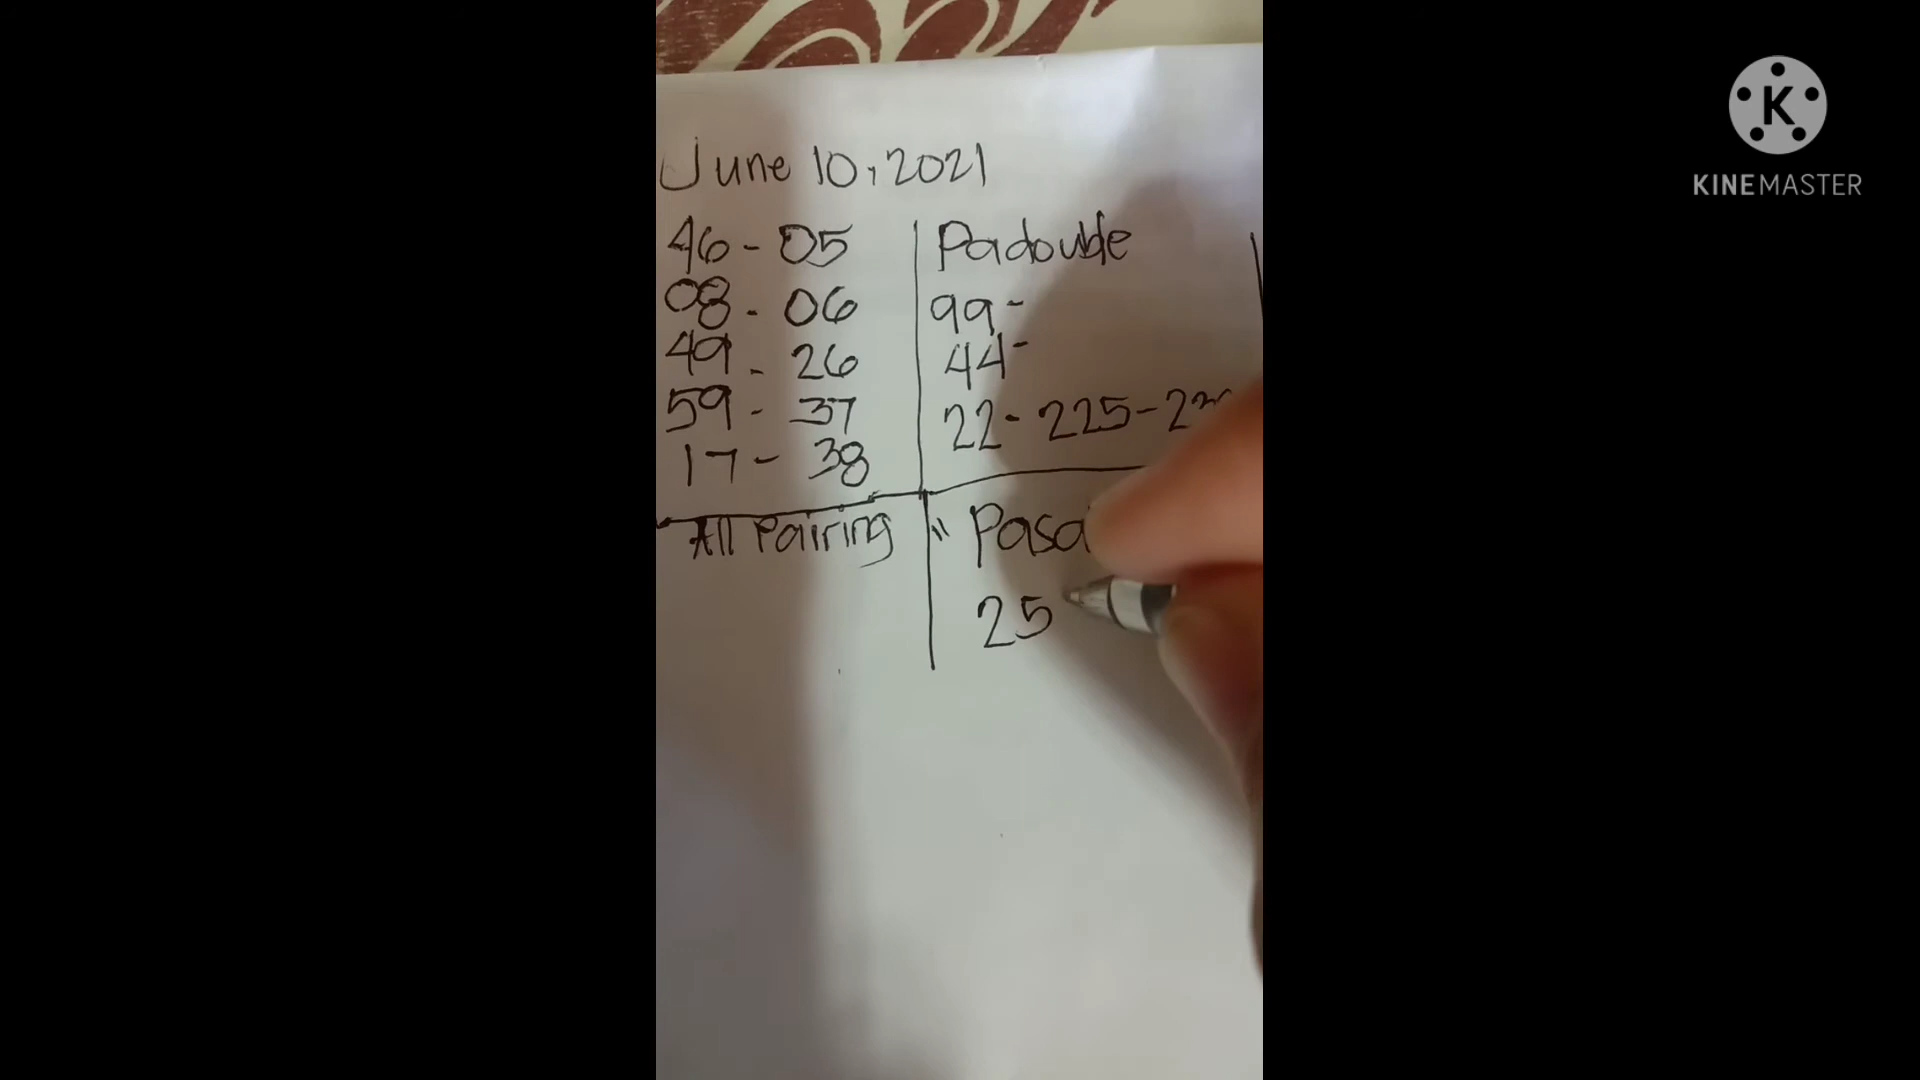 June 10, 2021
46 - 05
08 - 06
49 - 26
59 - 37
17 - 38
All Pairing
Padouble
99 -
44 -
22 - 225 -
"
25
K
KINEMASTER